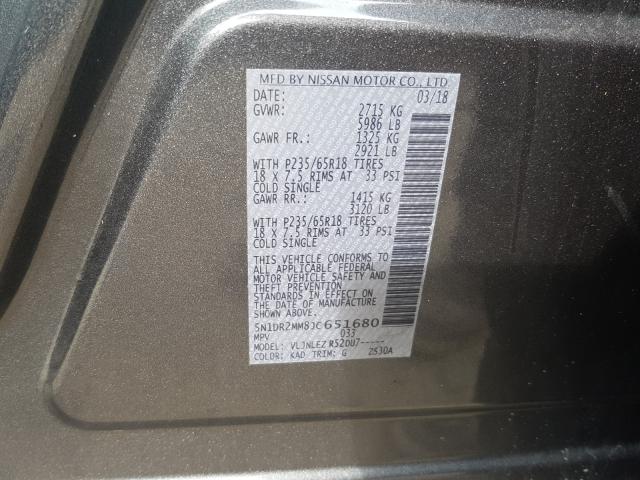 MFD BY NISSAN MOTOR CO., LTD.
DATE: 03/18
GVWR: 2715 KG
5986 LB
GAWR FR.: 1325 KG
2921 LB
WITH P235/65R18 TIRES
18 X 7.5 RIMS AT 33 PSI
COLD SINGLE
GAWR RR.: 1415 KG
3120 LB
WITH P235/65R18 TIRES
18 X 7.5 RIMS AT 33 PSI
COLD SINGLE
THIS VEHICLE CONFORMS TO
ALL APPLICABLE FEDERAL
MOTOR VEHICLE SAFETY AND
THEFT PREVENTION
STANDARDS IN EFFECT ON
THE DATE OF MANUFACTURE
SHOWN ABOVE.
5N1DR2MM8JC651680
MPV 033
MODEL: VLJNLEZ R52DU7-----
COLOR: KAD TRIM: G 2530A